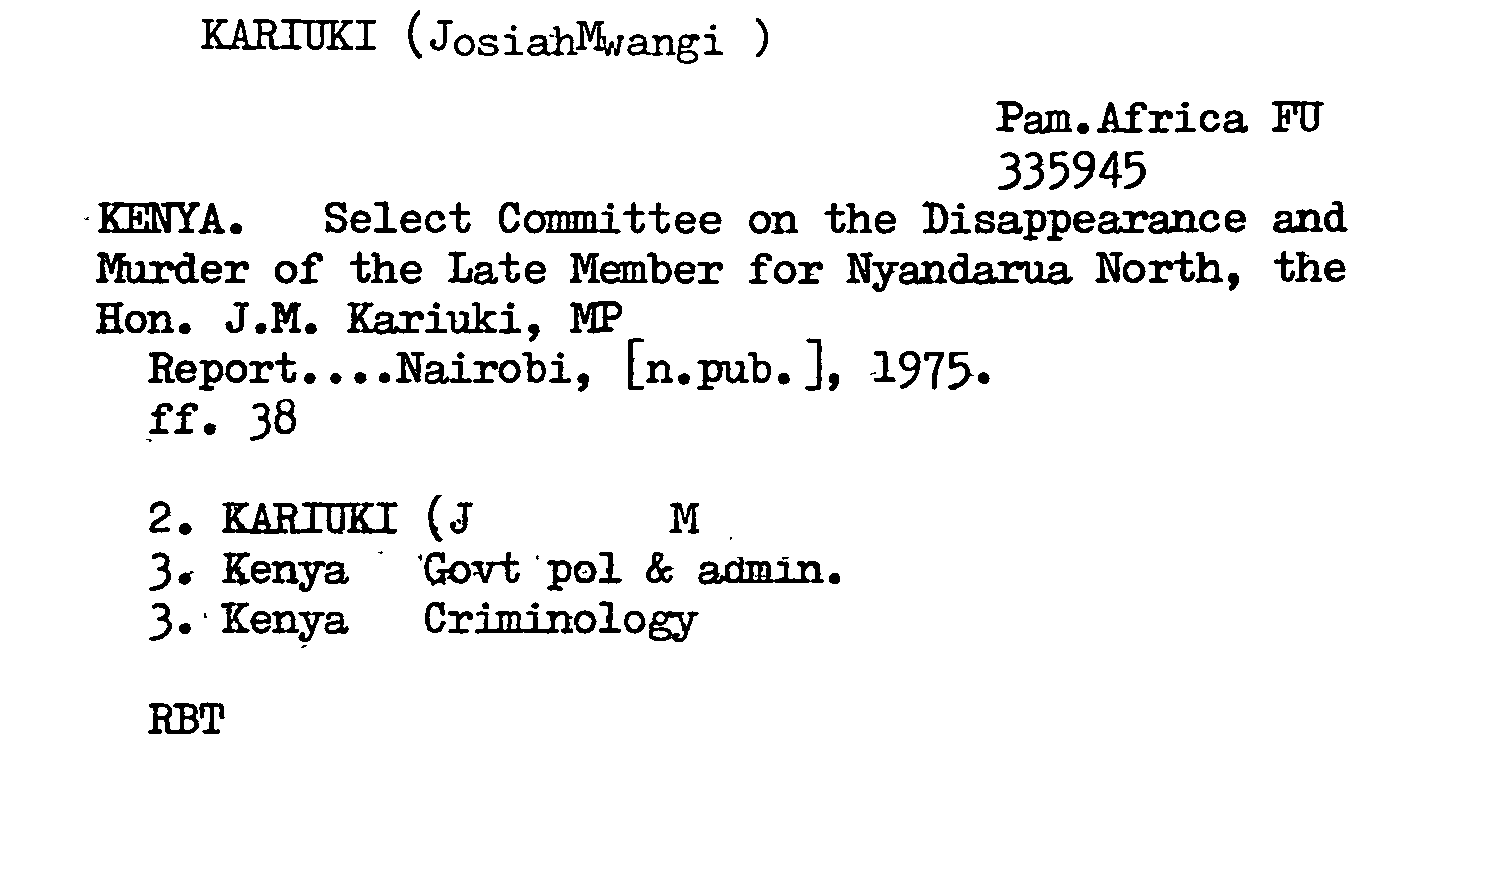 KARIUKI (JosiahMwangi )
Pam.Africa FU
335945
KENYA. Select Committee on the Disappearance and
Murder of the Late Member for Nyandarua North, the
Hon. J.M. Kariuki, MP
Report....Nairobi, [n.pub.], 1975.
ff. 38
2. KARIUKI (J M
3. Kenya Govt pol & admin.
3. Kenya Criminology
RBT